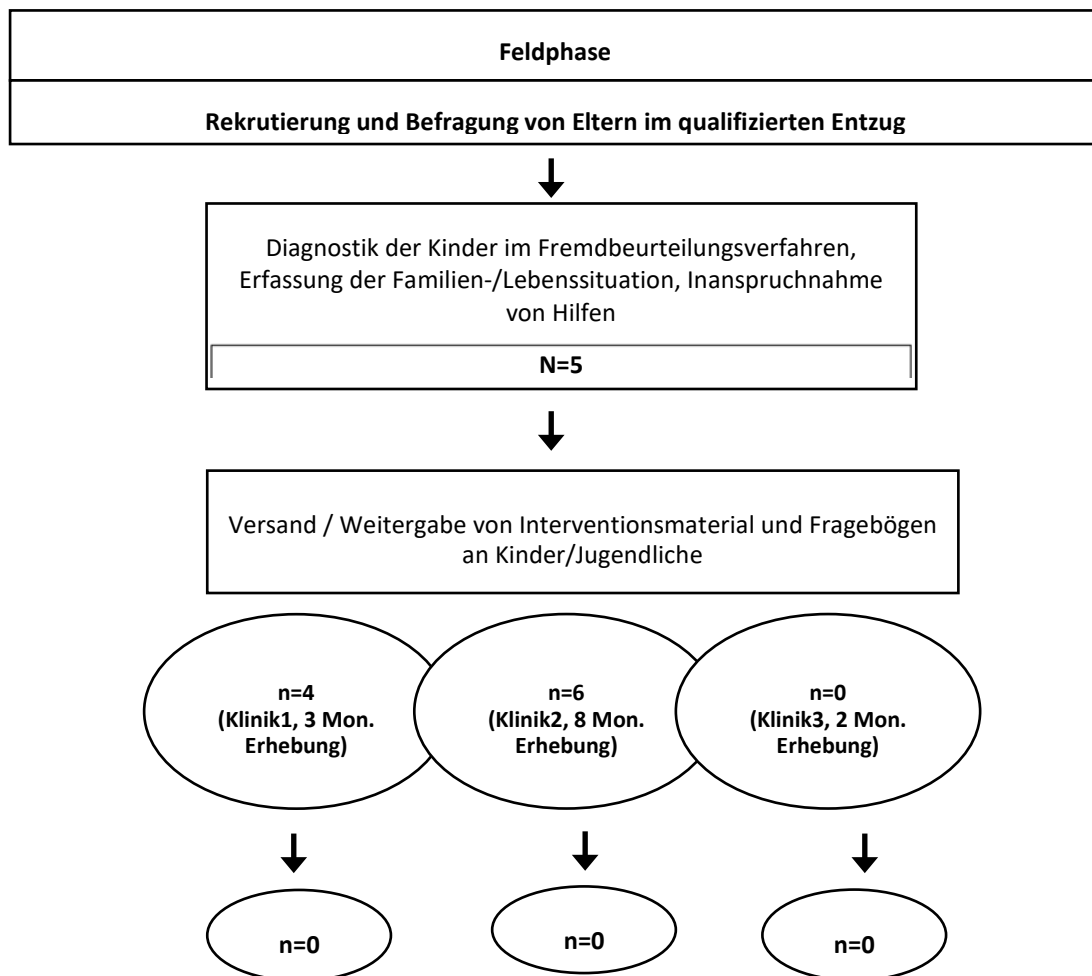 Feldphase
Rekrutierung und Befragung von Eltern im qualifizierten Entzug
Diagnostik der Kinder im Fremdbeurteilungsverfahren,
Erfassung der Familien-/Lebenssituation, Inanspruchnahme
von Hilfen
N=5
Versand / Weitergabe von Interventionsmaterial und Fragebögen
an Kinder/Jugendliche
n=4
(Klinik1, 3 Mon.
Erhebung)
n=6
(Klinik2, 8 Mon.
Erhebung)
n=0
(Klinik3, 2 Mon.
Erhebung)
n=0
n=0
n=0